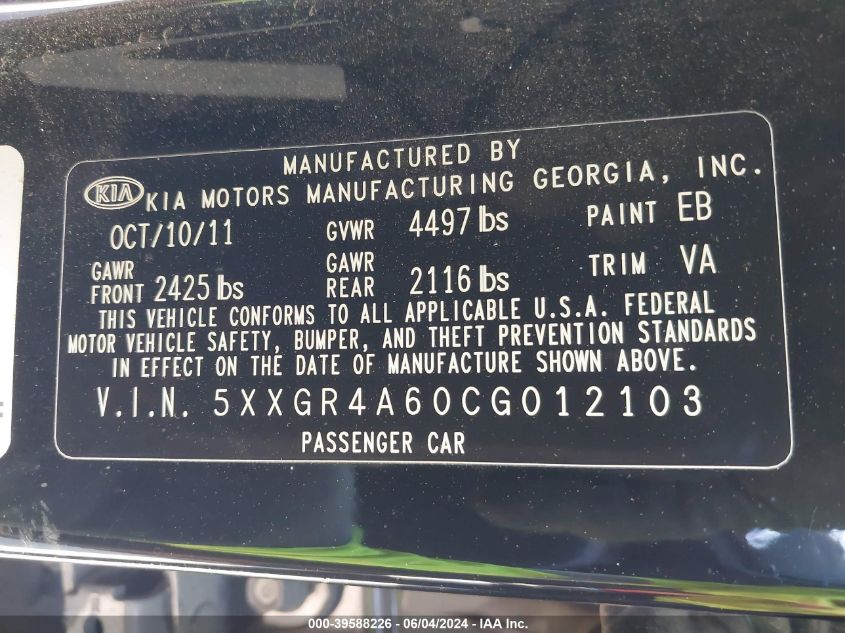 MANUFACTURED BY
KIA KIA MOTORS MANUFACTURING GEORGIA, INC.
OCT/10/11 GVWR 4497 lbs PAINT EB
GAWR FRONT 2425 lbs GAWR REAR 2116 lbs TRIM VA
THIS VEHICLE CONFORMS TO ALL APPLICABLE U.S.A. FEDERAL
MOTOR VEHICLE SAFETY, BUMPER, AND THEFT PREVENTION STANDARDS
IN EFFECT ON THE DATE OF MANUFACTURE SHOWN ABOVE.
V.I.N. 5XXGR4A60CG012103
PASSENGER CAR
000-39588226 - 06/04/2024 - IAA Inc.